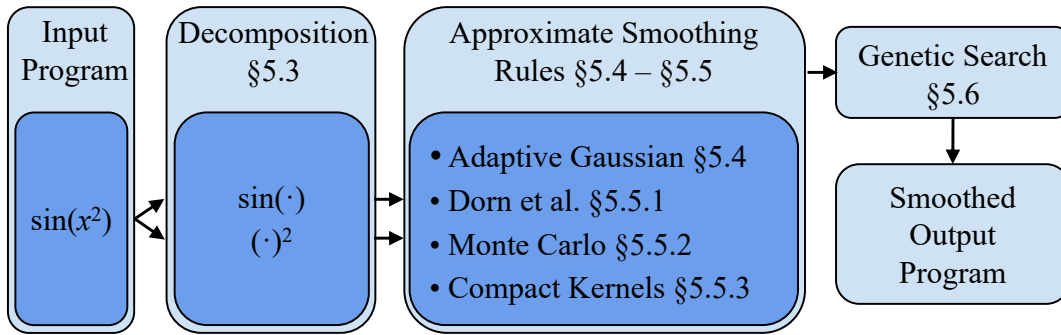 Input
Program
sin(x²)
Decomposition
§5.3
sin(·)
(·)²
Approximate Smoothing
Rules §5.4 – §5.5
• Adaptive Gaussian §5.4
• Dorn et al. §5.5.1
• Monte Carlo §5.5.2
• Compact Kernels §5.5.3
Genetic Search
§5.6
Smoothed
Output
Program